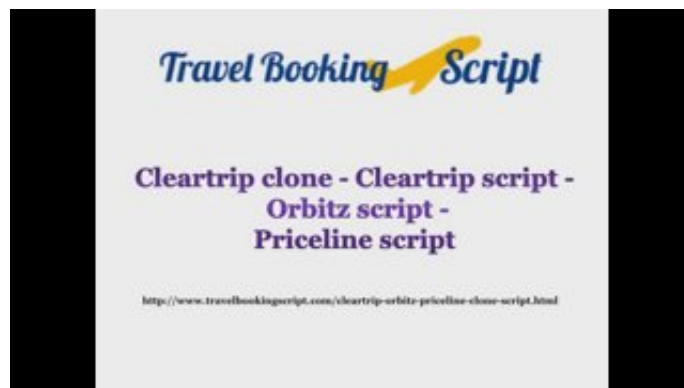 Travel Booking Script
Cleartrip clone - Cleartrip script -
Orbitz script -
Priceline script
http://www.travelbookingscript.com/cleartrip-orbitz-priceline-clone-script.html